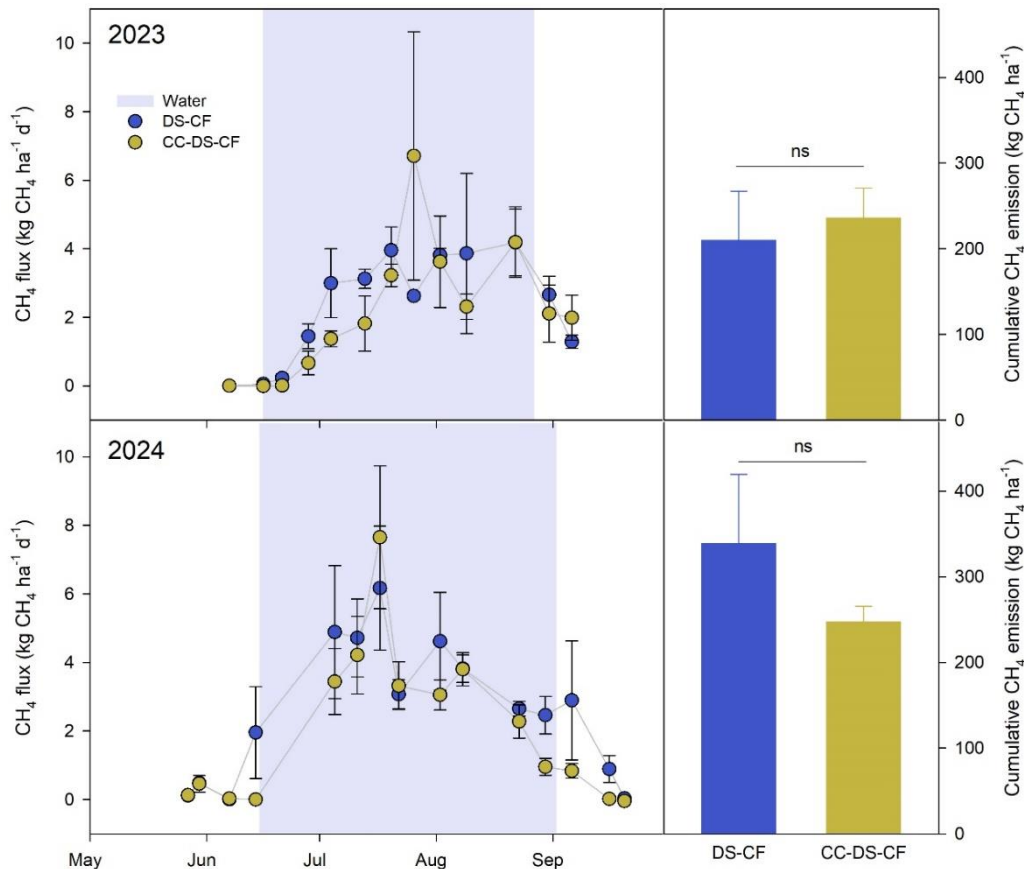 2023
Water
DS-CF
CC-DS-CF
CH₄ flux (kg CH₄ ha⁻¹ d⁻¹)
10
8
6
4
2
0
ns
Cumulative CH₄ emission (kg CH₄ ha⁻¹)
400
300
200
100
0
2024
CH₄ flux (kg CH₄ ha⁻¹ d⁻¹)
10
8
6
4
2
0
May Jun Jul Aug Sep
ns
Cumulative CH₄ emission (kg CH₄ ha⁻¹)
400
300
200
100
0
DS-CF CC-DS-CF